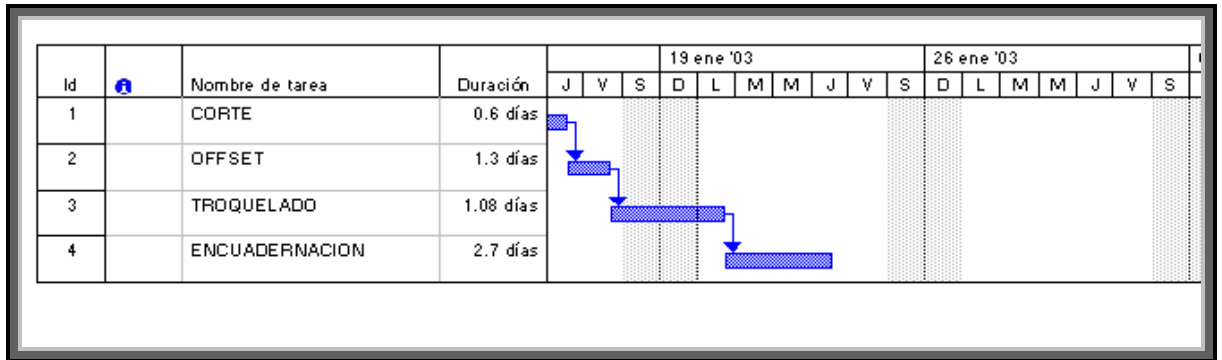 19 ene '03 26 ene '03
Id Nombre de tarea Duración J V S D L M M J V S D L M M J V S
1 CORTE 0.6 días
2 OFFSET 1.3 días
3 TROQUELADO 1.08 días
4 ENCUADERNACION 2.7 días